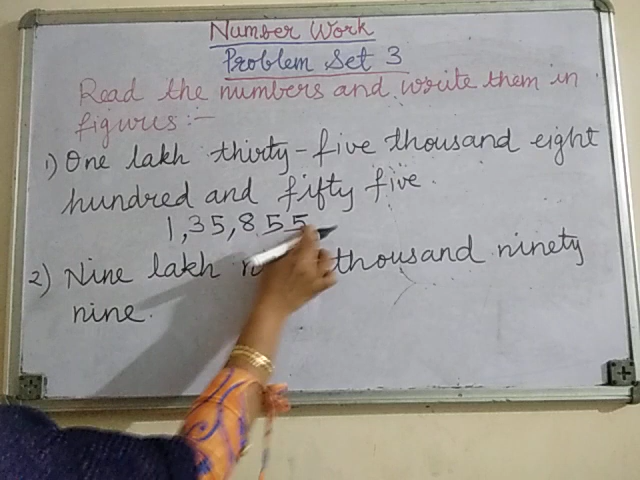 Number Work
Problem Set 3
Read the numbers and write them in
figures:-
1) One lakh thirty-five thousand eight
hundred and fifty five.
1,35,855
2) Nine lakh thousand ninety
nine.